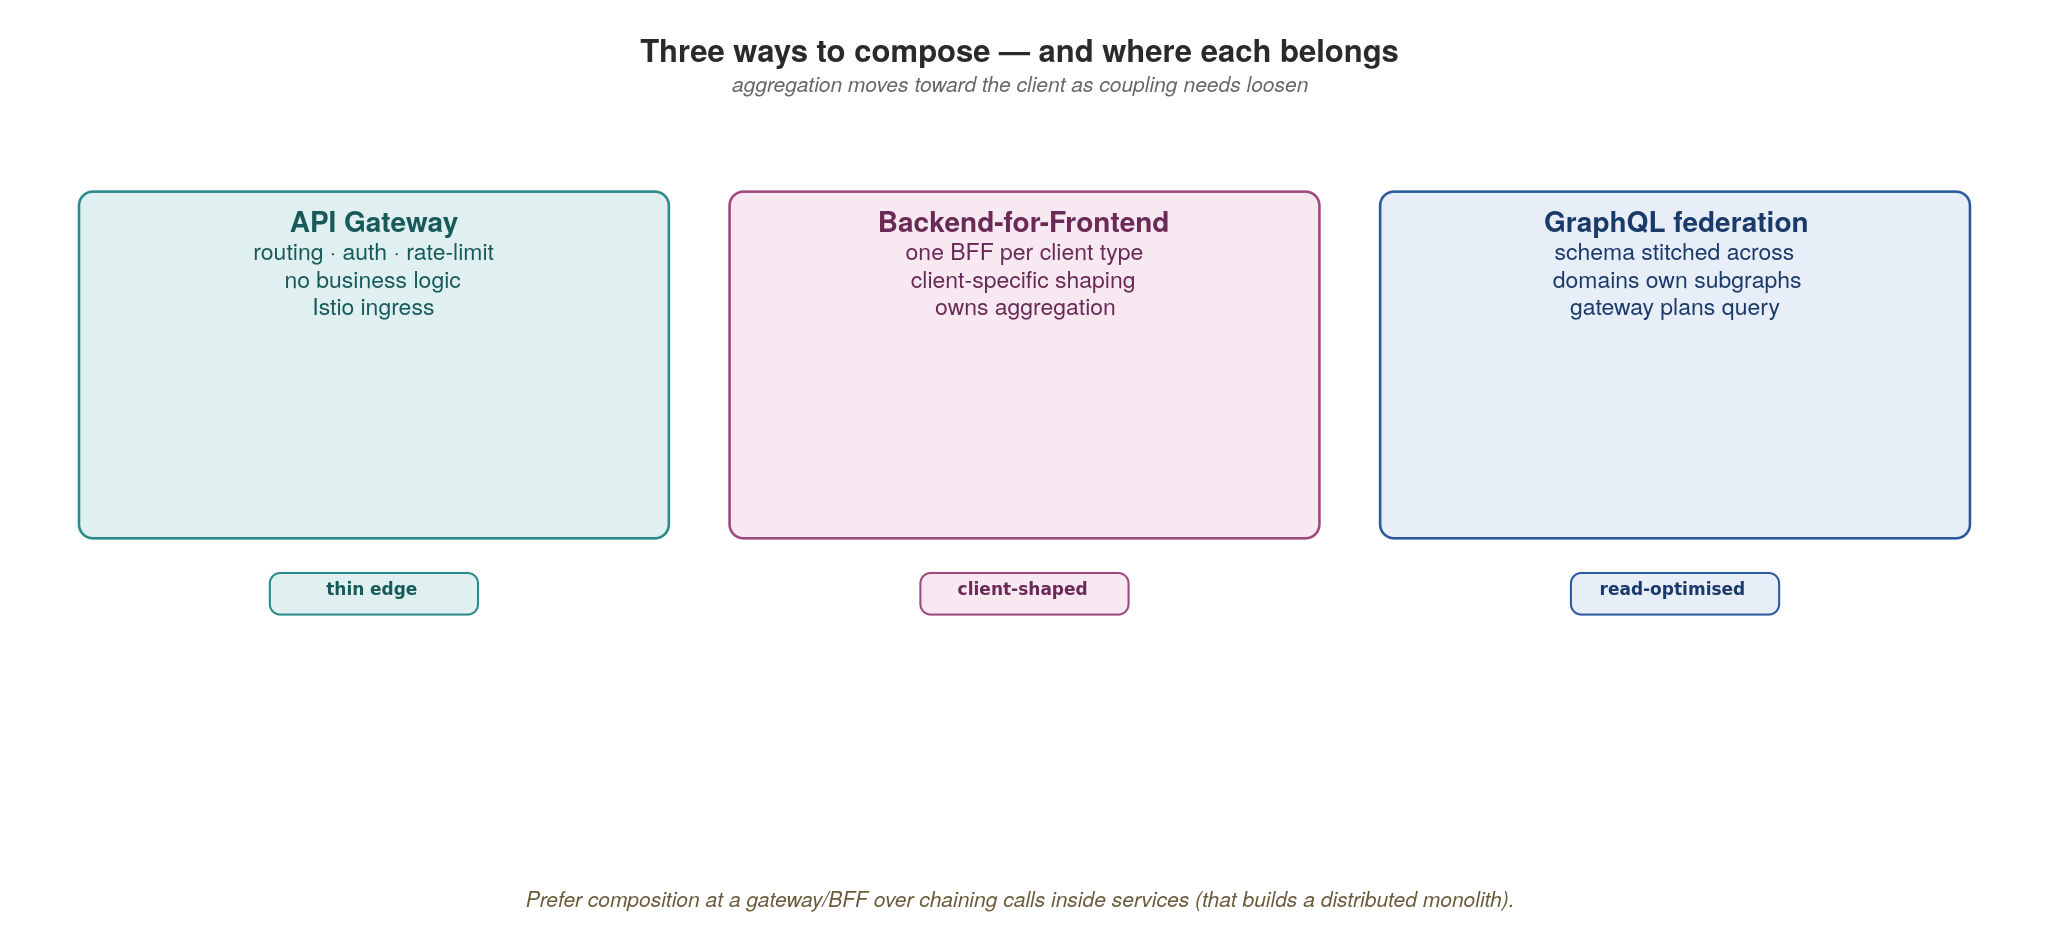 Three ways to compose — and where each belongs
aggregation moves toward the client as coupling needs loosen
API Gateway
routing · auth · rate-limit
no business logic
Istio ingress
thin edge
Backend-for-Frontend
one BFF per client type
client-specific shaping
owns aggregation
client-shaped
GraphQL federation
schema stitched across
domains own subgraphs
gateway plans query
read-optimised
Prefer composition at a gateway/BFF over chaining calls inside services (that builds a distributed monolith).